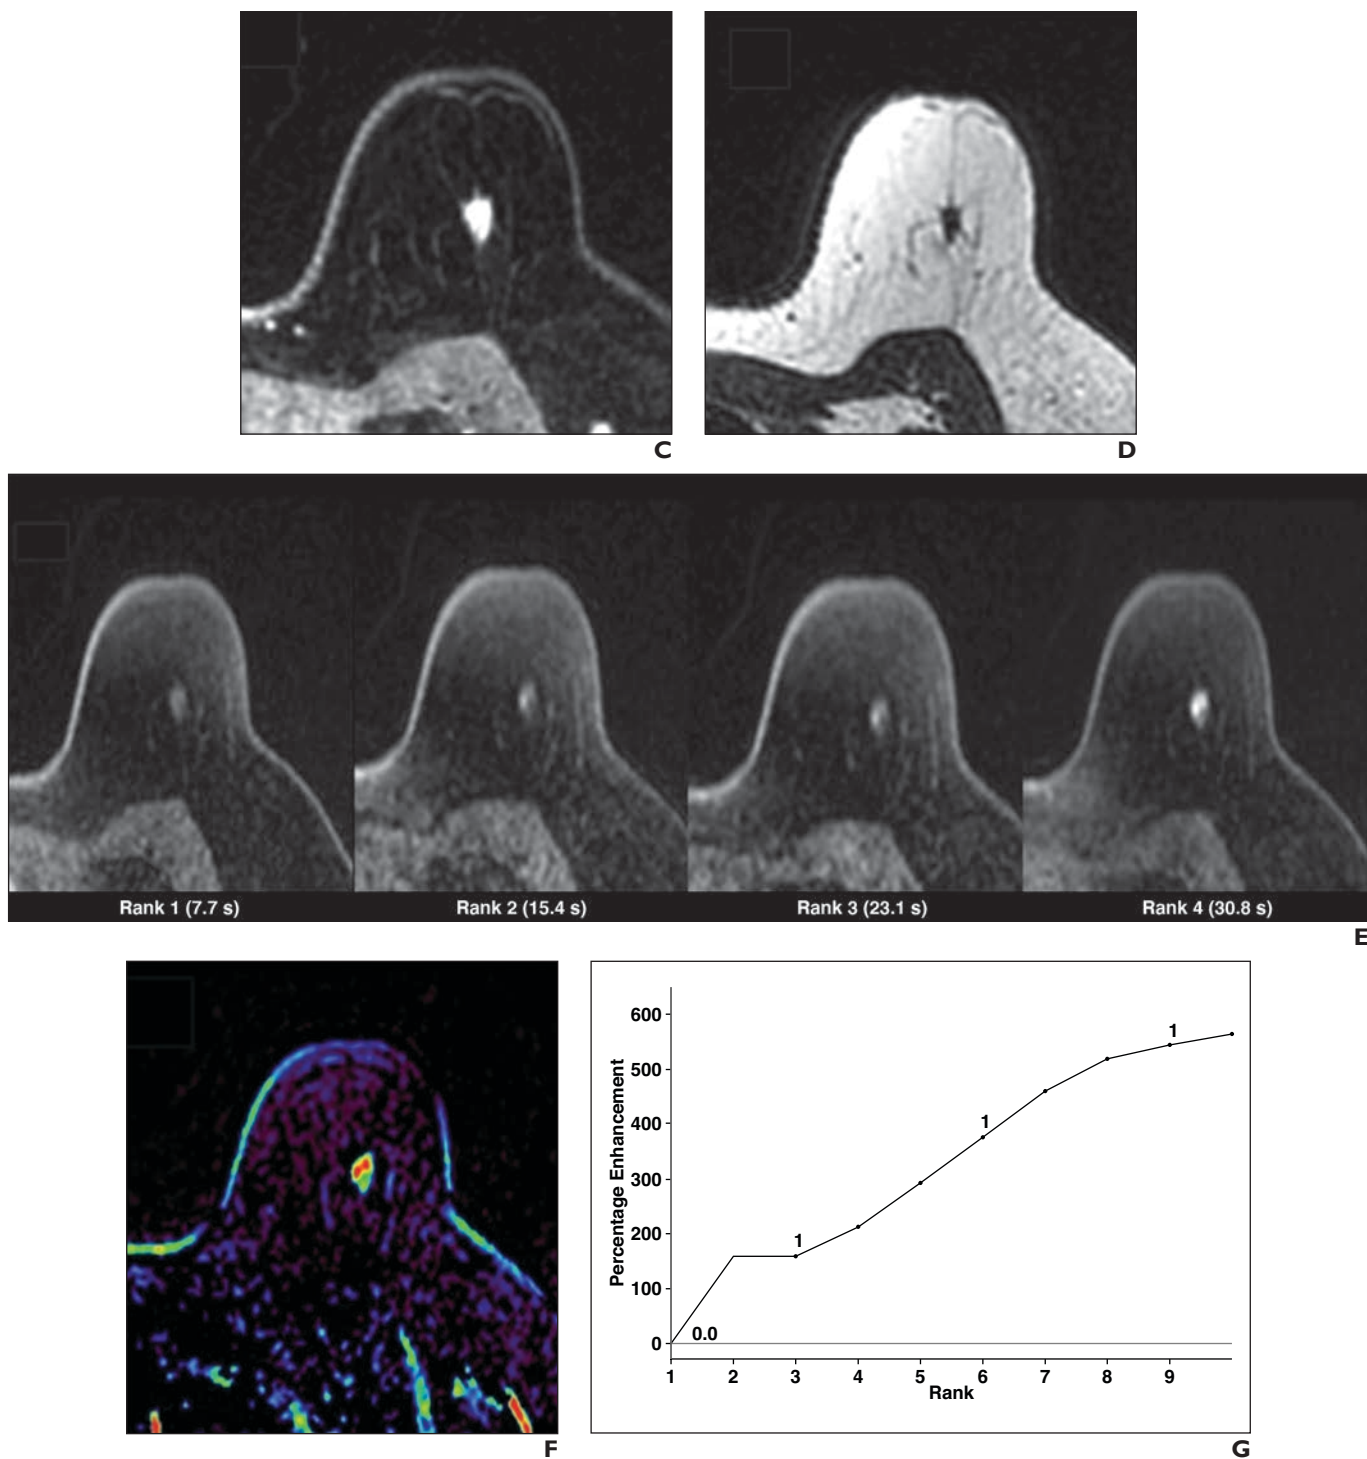 C
D
Rank 1 (7.7 s)
Rank 2 (15.4 s)
Rank 3 (23.1 s)
Rank 4 (30.8 s)
E
F
600
500
400
300
200
100
0
Percentage Enhancement
0.0
1
1
1
1 2 3 4 5 6 7 8 9
Rank
G